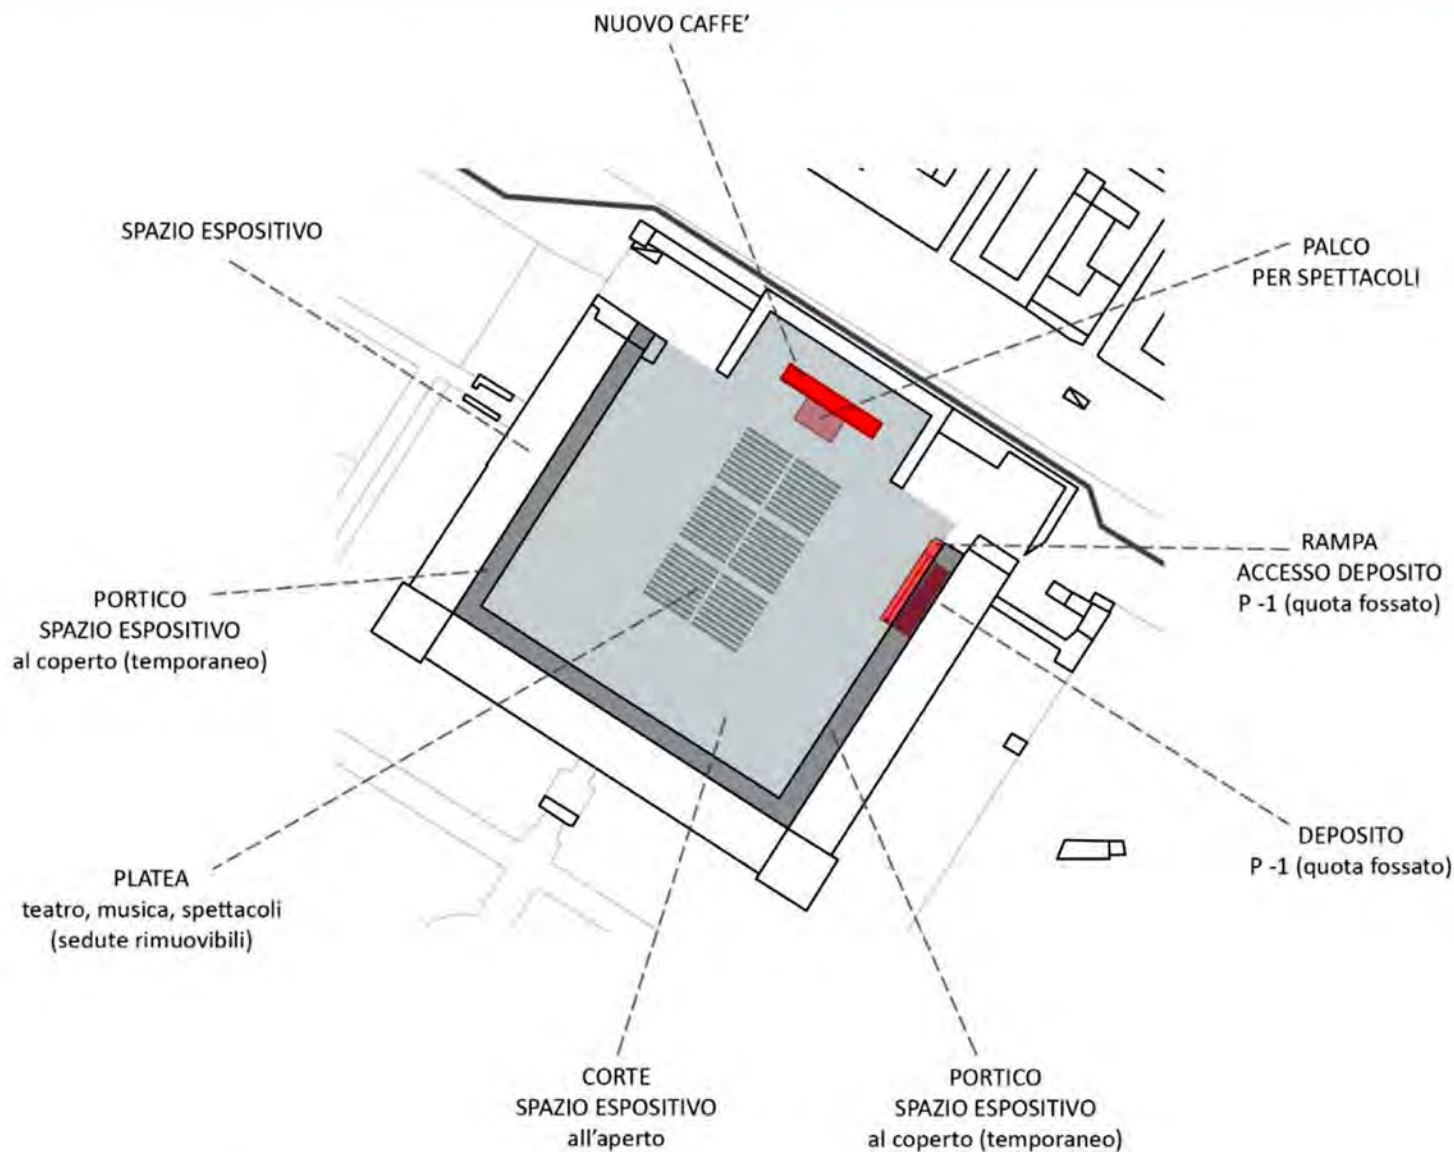 NUOVO CAFFE'
SPAZIO ESPOSITIVO
PALCO
PER SPETTACOLI
RAMPA
ACCESSO DEPOSITO
P -1 (quota fossato)
PORTICO
SPAZIO ESPOSITIVO
al coperto (temporaneo)
DEPOSITO
P -1 (quota fossato)
PLATEA
teatro, musica, spettacoli
(sedute rimuovibili)
CORTE
SPAZIO ESPOSITIVO
all'aperto
PORTICO
SPAZIO ESPOSITIVO
al coperto (temporaneo)